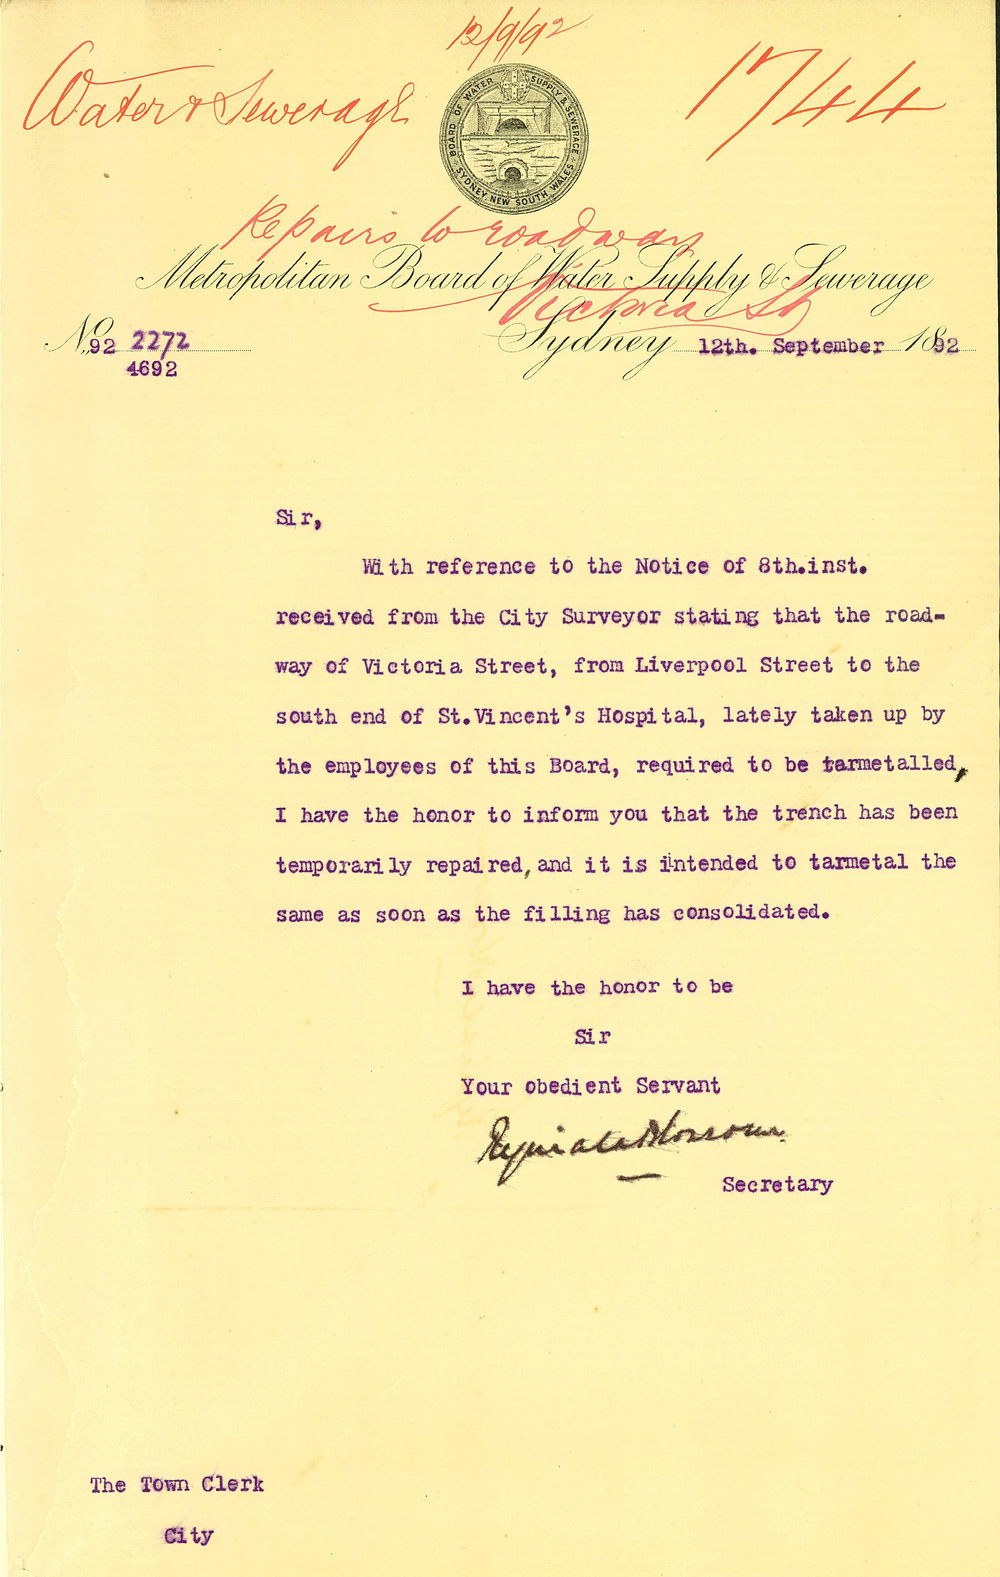 12/9/92
Water & Sewerage
1744
BOARD OF WATER SUPPLY & SEWERAGE
SYDNEY, NEW SOUTH WALES
Repairs to roadway
Metropolitan Board of Water Supply & Sewerage
Victoria St
No. 92 2272
4692
Sydney 12th. September 1892
Sir,
With reference to the Notice of 8th.inst.
received from the City Surveyor stating that the road-
way of Victoria Street, from Liverpool Street to the
south end of St.Vincent's Hospital, lately taken up by
the employees of this Board, required to be tarmetalled,
I have the honor to inform you that the trench has been
temporarily repaired, and it is intended to tarmetal the
same as soon as the filling has consolidated.
I have the honor to be
Sir
Your obedient Servant
Secretary
The Town Clerk
City